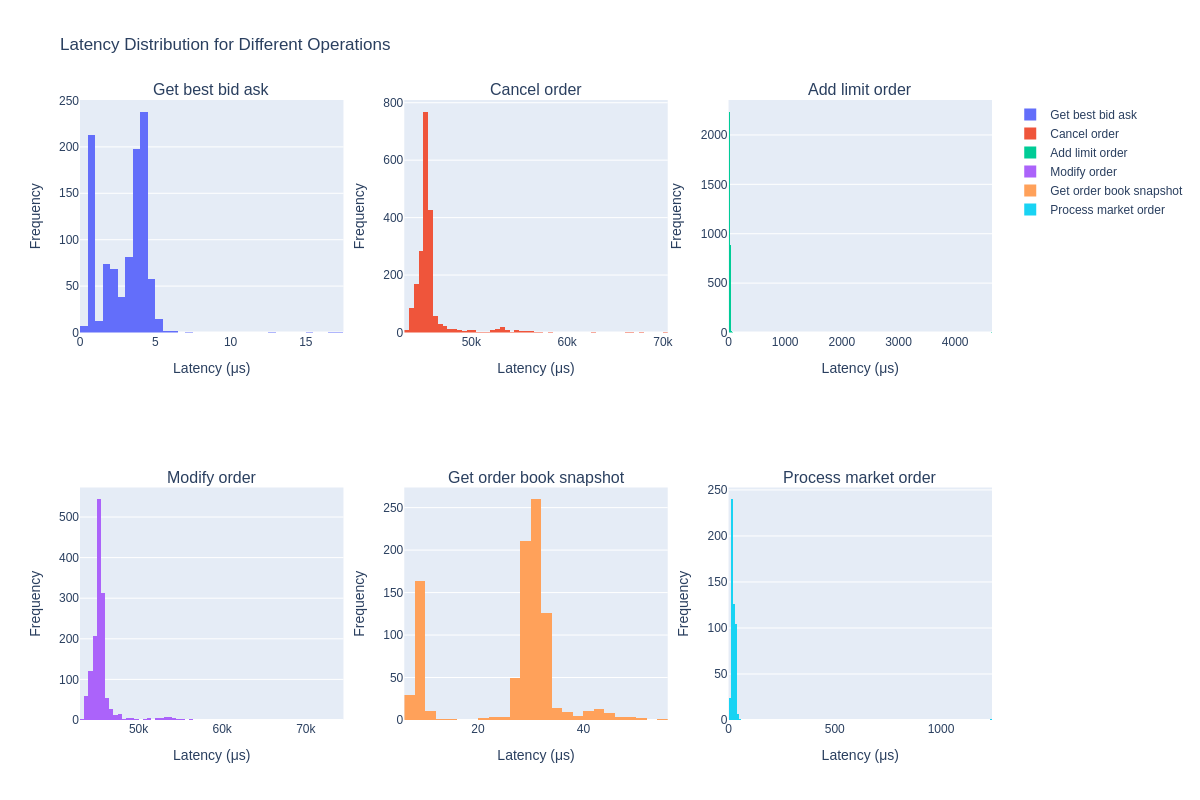 Latency Distribution for Different Operations
Get best bid ask
Cancel order
Add limit order
Frequency
250
200
150
100
50
0
0
5
10
15
Latency (μs)
Frequency
800
600
400
200
0
50k
60k
70k
Latency (μs)
Frequency
2000
1500
1000
500
0
0
1000
2000
3000
4000
Latency (μs)
Get best bid ask
Cancel order
Add limit order
Modify order
Get order book snapshot
Process market order
Modify order
Get order book snapshot
Process market order
Frequency
500
400
300
200
100
0
50k
60k
70k
Latency (μs)
Frequency
250
200
150
100
50
0
20
40
Latency (μs)
Frequency
250
200
150
100
50
0
0
500
1000
Latency (μs)